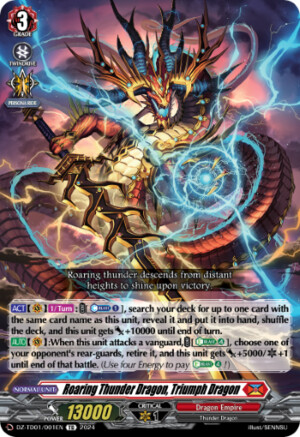 3
GRADE
TWIN DRIVE
PERSONA RIDE
Roaring thunder descends from distant
heights to shine upon victory.
ACT 1/Turn : , search your deck for up to one card with
the same card name as this unit, reveal it and put it into hand, shuffle
the deck, and this unit gets +10000 until end of turn.
AUTO :When this unit attacks a vanguard, , choose one of
your opponent's rear-guards, retire it, and this unit gets +5000/ +1
until end of that battle. (Use four Energy to pay )
NORMAL UNIT
Roaring Thunder Dragon, Triumph Dragon
POWER 13000
CRITICAL 1
Dragon Empire
Thunder Dragon
DZ-TD01/001EN TD 2024
Illust/SENNSU